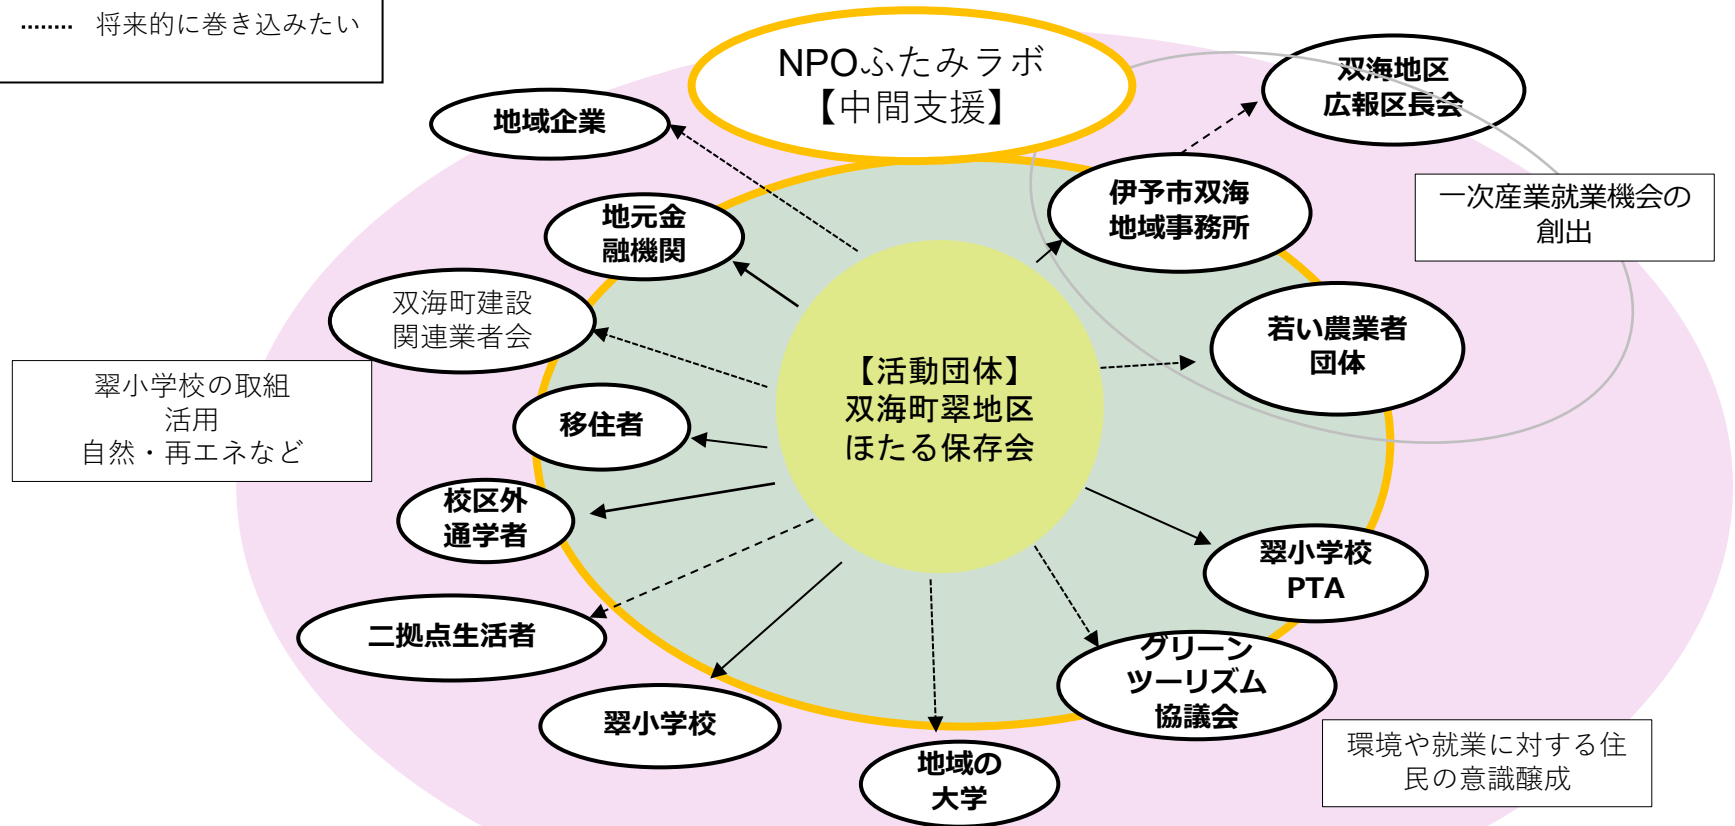 ........ 将来的に巻き込みたい
NPOふたみラボ
【中間支援】
双海地区
広報区長会
地域企業
伊予市双海
地域事務所
一次産業就業機会の
創出
地元金
融機関
双海町建設
関連業者会
若い農業者
団体
【活動団体】
双海町翠地区
ほたる保存会
翠小学校の取組
活用
自然・再エネなど
移住者
校区外
通学者
翠小学校
PTA
二拠点生活者
グリーン
ツーリズム
協議会
翠小学校
地域の
大学
環境や就業に対する住
民の意識醸成